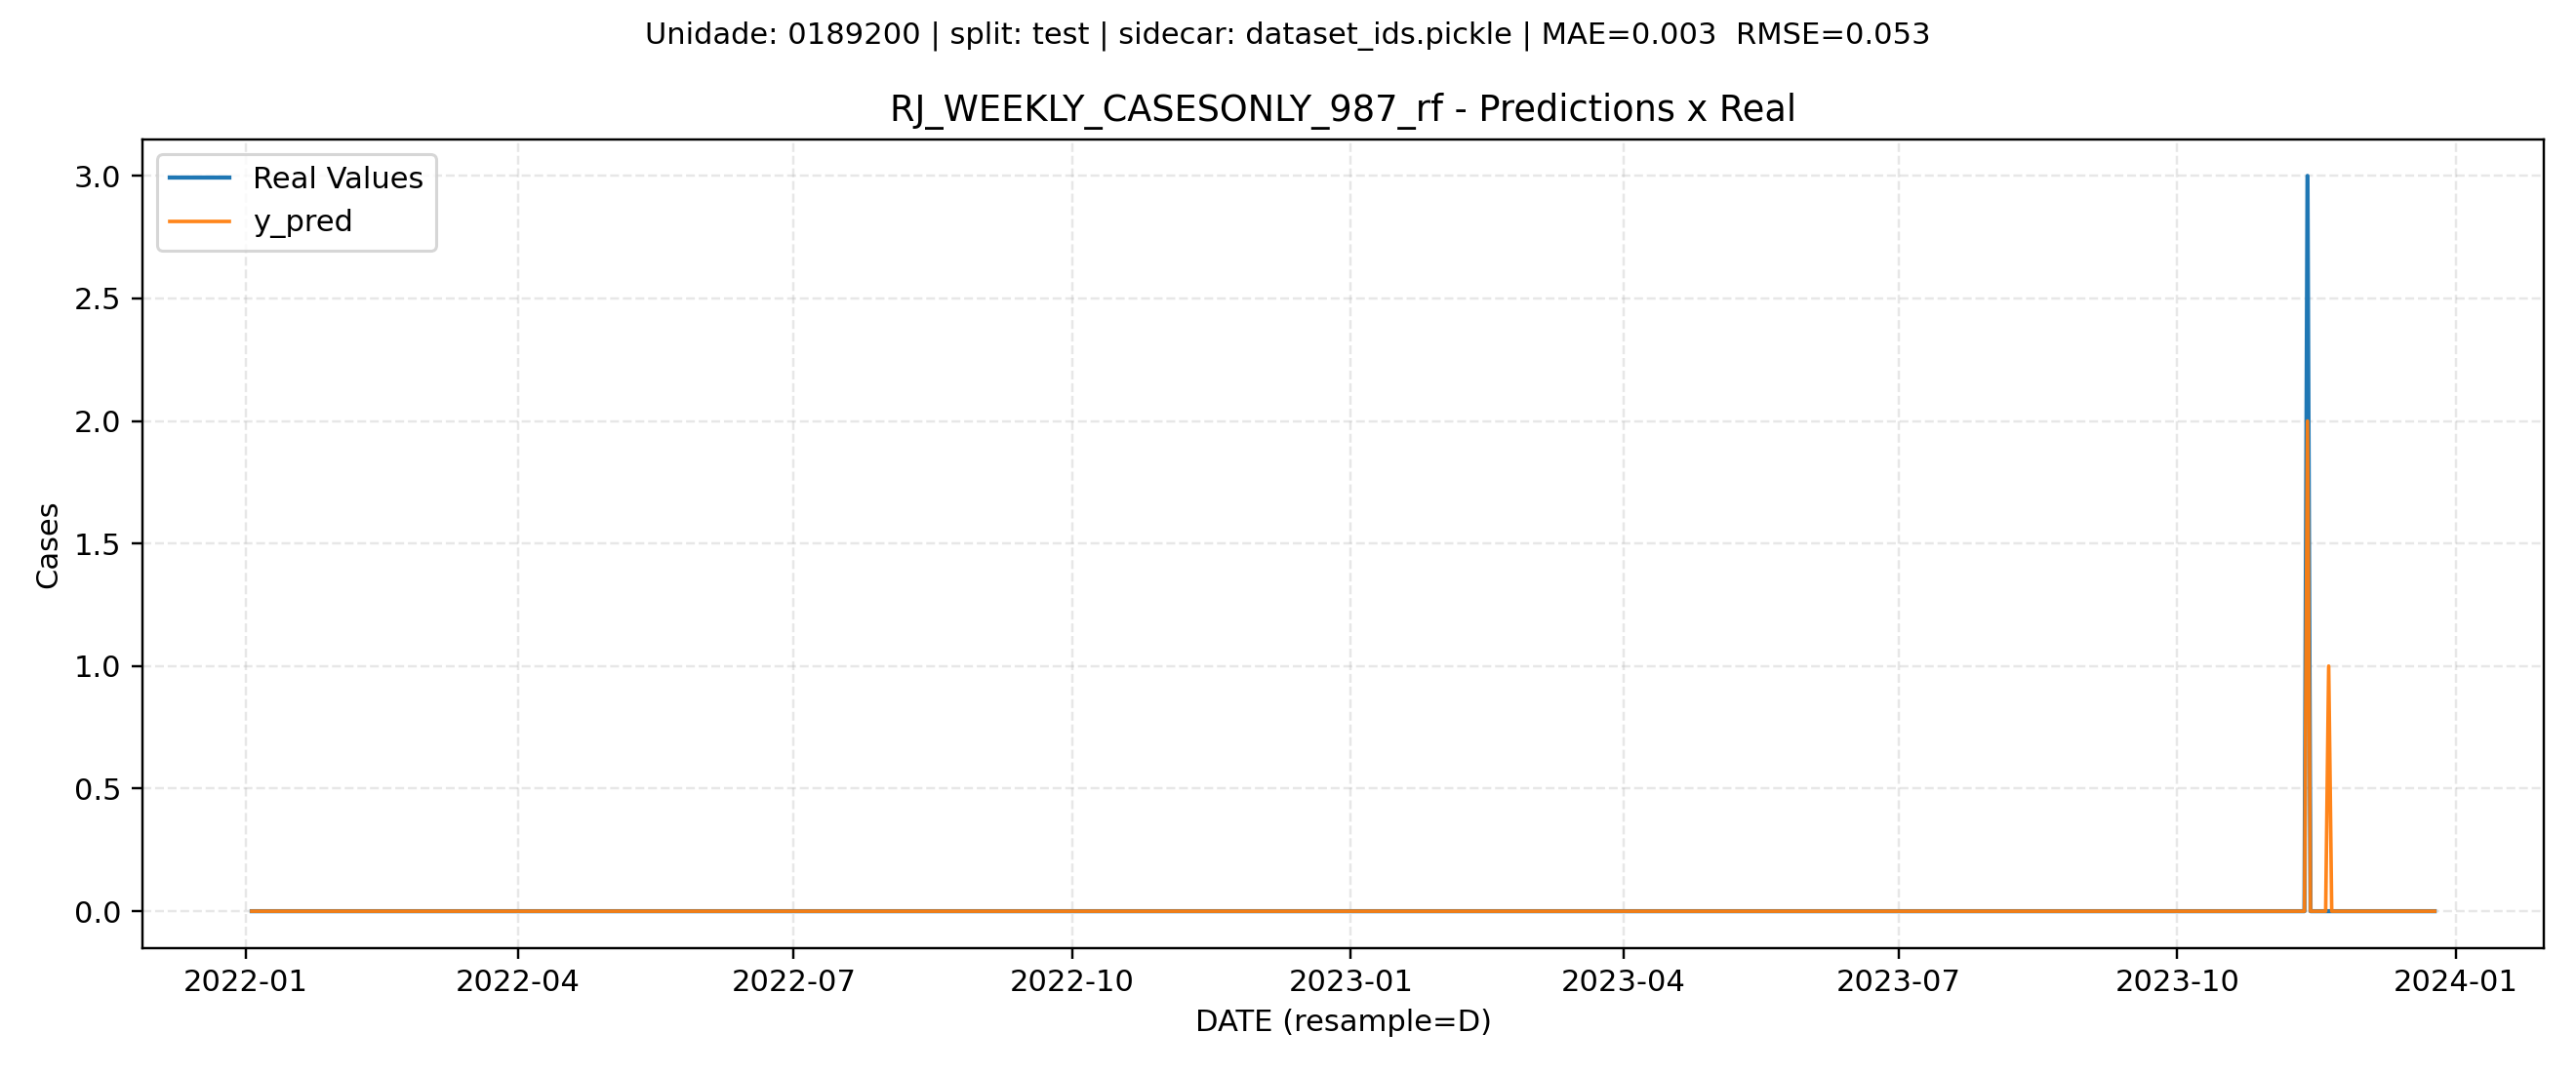 Unidade: 0189200 | split: test | sidecar: dataset_ids.pickle | MAE=0.003  RMSE=0.053
RJ_WEEKLY_CASESONLY_987_rf - Predictions x Real
Real Values
y_pred
3.0
2.5
2.0
1.5
1.0
0.5
0.0
Cases
2022-01 2022-04 2022-07 2022-10 2023-01 2023-04 2023-07 2023-10 2024-01
DATE (resample=D)